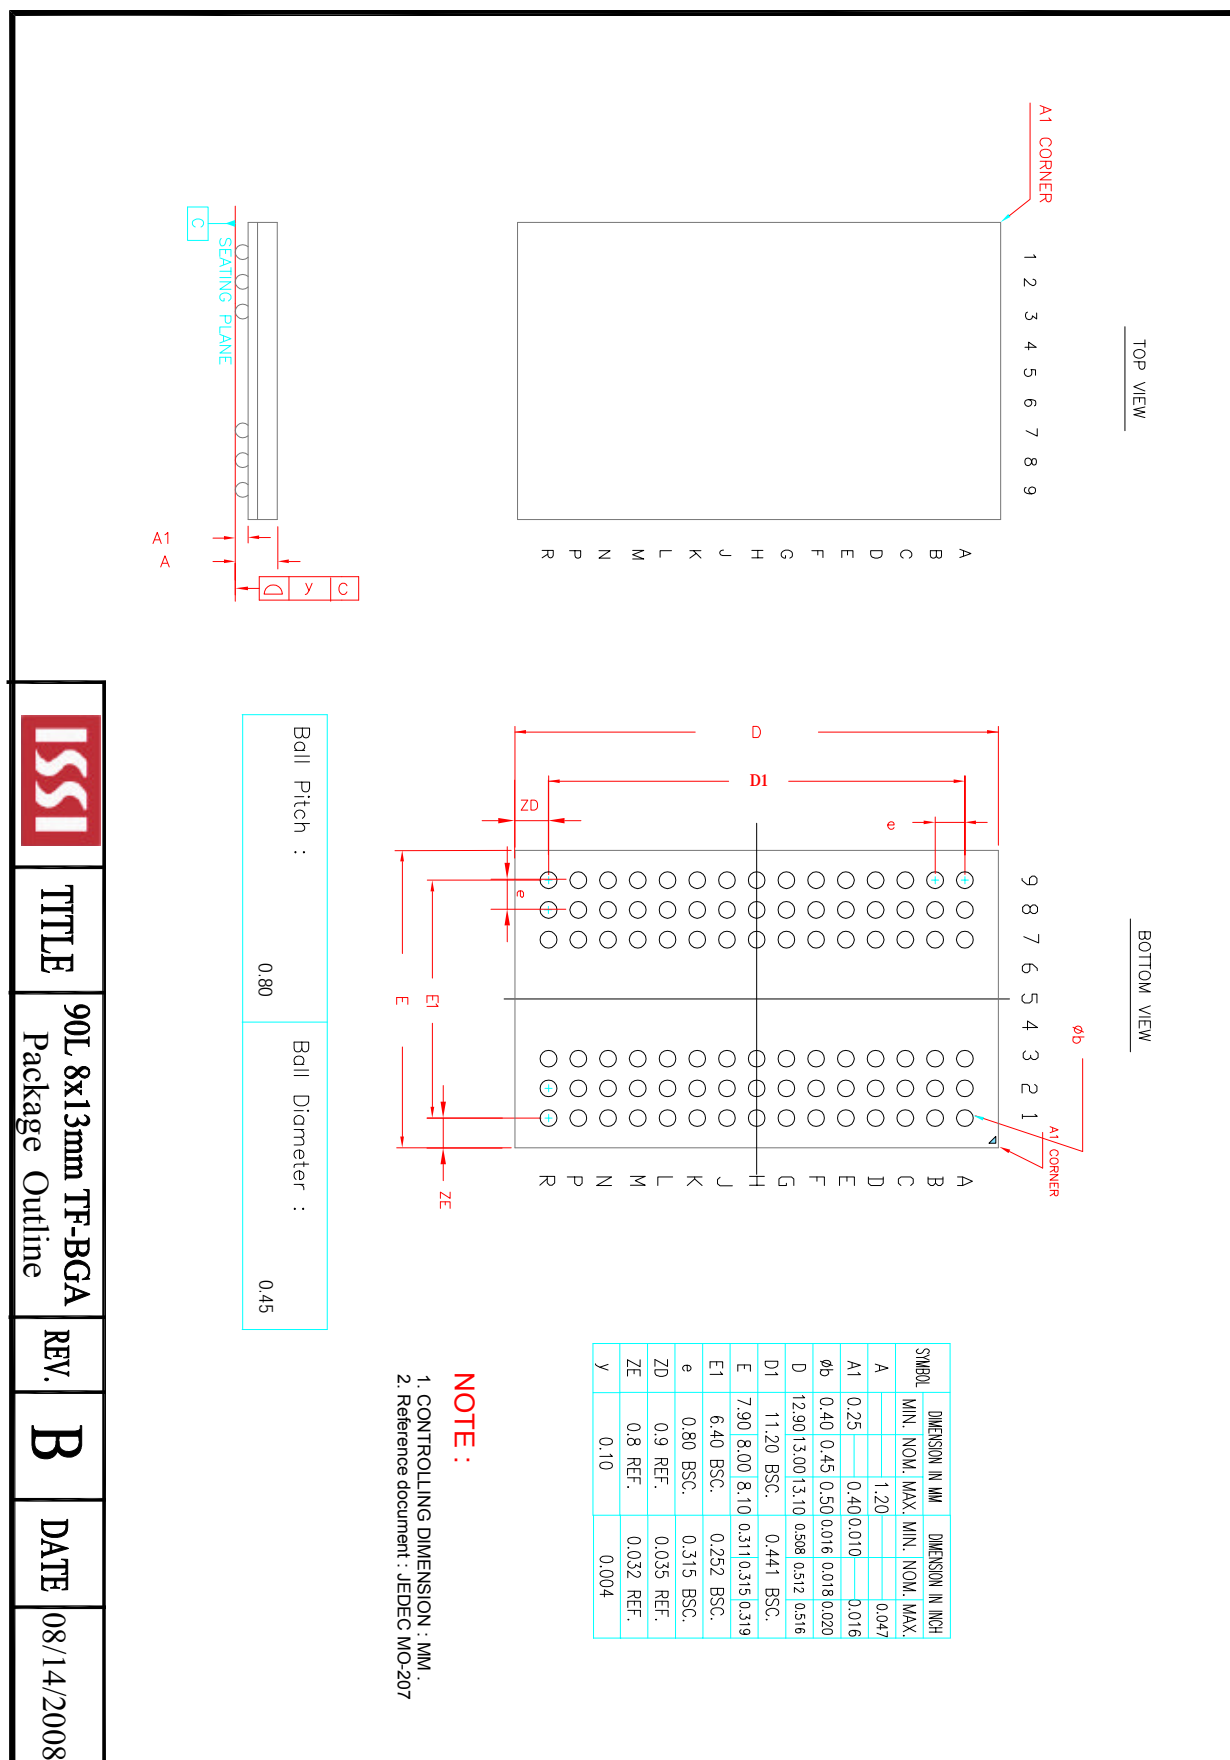 TOP VIEW
A1 CORNER
1 2 3 4 5 6 7 8 9
A
B
C
D
E
F
G
H
J
K
L
M
N
P
R
C
SEATING PLANE
A1
A
y C
BOTTOM VIEW
Øb
A1 CORNER
9 8 7 6 5 4 3 2 1
A
B
C
D
E
F
G
H
J
K
L
M
N
P
R
D
D1
ZD
e
e
E1
E
ZE
SYMBOL DIMENSION IN MM DIMENSION IN INCH
MIN. NOM. MAX. MIN. NOM. MAX.
A 1.20 0.047
A1 0.25 0.40 0.010 0.016
Øb 0.40 0.45 0.50 0.016 0.018 0.020
D 12.90 13.00 13.10 0.508 0.512 0.516
D1 11.20 BSC. 0.441 BSC.
E 7.90 8.00 8.10 0.311 0.315 0.319
E1 6.40 BSC. 0.252 BSC.
e 0.80 BSC. 0.315 BSC.
ZD 0.9 REF. 0.035 REF.
ZE 0.8 REF. 0.032 REF.
y 0.10 0.004
NOTE :
1. CONTROLLING DIMENSION : MM .
2. Reference document : JEDEC MO-207
Ball Pitch : 0.80
Ball Diameter : 0.45
ISSI
TITLE
90L 8x13mm TF-BGA
Package Outline
REV.
B
DATE
08/14/2008